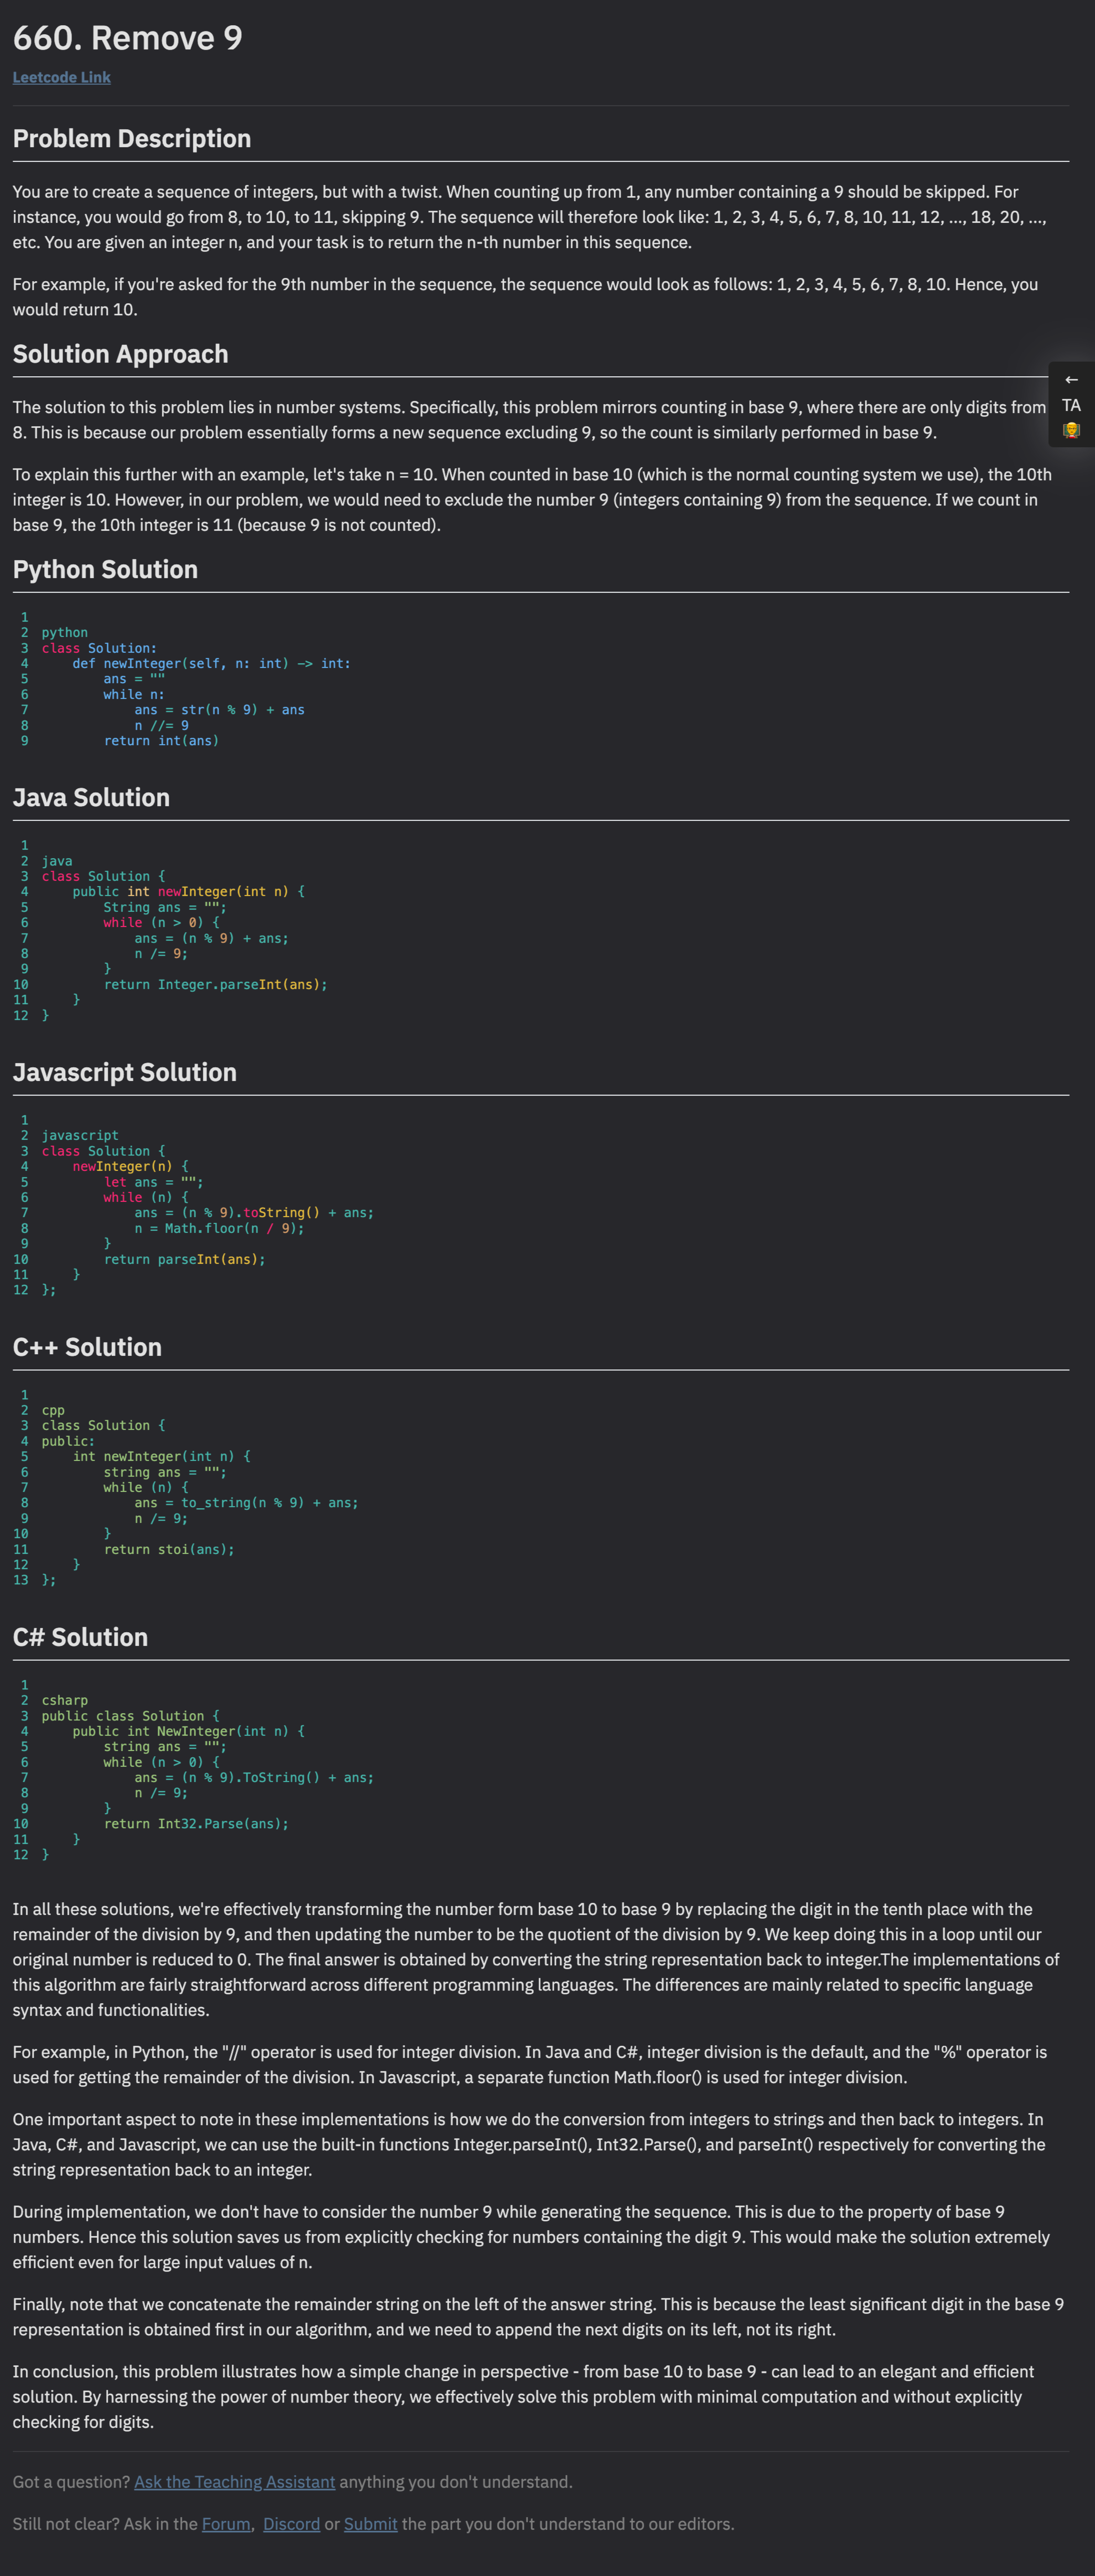 660. Remove 9
Leetcode Link
Problem Description
You are to create a sequence of integers, but with a twist. When counting up from 1, any number containing a 9 should be skipped. For
instance, you would go from 8, to 10, to 11, skipping 9. The sequence will therefore look like: 1, 2, 3, 4, 5, 6, 7, 8, 10, 11, 12, ..., 18, 20, ...,
etc. You are given an integer n, and your task is to return the n-th number in this sequence.
For example, if you're asked for the 9th number in the sequence, the sequence would look as follows: 1, 2, 3, 4, 5, 6, 7, 8, 10. Hence, you
would return 10.
Solution Approach
The solution to this problem lies in number systems. Specifically, this problem mirrors counting in base 9, where there are only digits from
8. This is because our problem essentially forms a new sequence excluding 9, so the count is similarly performed in base 9.
←
TA
To explain this further with an example, let's take n = 10. When counted in base 10 (which is the normal counting system we use), the 10th
integer is 10. However, in our problem, we would need to exclude the number 9 (integers containing 9) from the sequence. If we count in
base 9, the 10th integer is 11 (because 9 is not counted).
Python Solution
1
2 python
3 class Solution:
4     def newInteger(self, n: int) -> int:
5         ans = ""
6         while n:
7             ans = str(n % 9) + ans
8             n //= 9
9         return int(ans)
Java Solution
1
2 java
3 class Solution {
4     public int newInteger(int n) {
5         String ans = "";
6         while (n > 0) {
7             ans = (n % 9) + ans;
8             n /= 9;
9         }
10         return Integer.parseInt(ans);
11     }
12 }
Javascript Solution
1
2 javascript
3 class Solution {
4     newInteger(n) {
5         let ans = "";
6         while (n) {
7             ans = (n % 9).toString() + ans;
8             n = Math.floor(n / 9);
9         }
10         return parseInt(ans);
11     }
12 };
C++ Solution
1
2 cpp
3 class Solution {
4 public:
5     int newInteger(int n) {
6         string ans = "";
7         while (n) {
8             ans = to_string(n % 9) + ans;
9             n /= 9;
10         }
11         return stoi(ans);
12     }
13 };
C# Solution
1
2 csharp
3 public class Solution {
4     public int NewInteger(int n) {
5         string ans = "";
6         while (n > 0) {
7             ans = (n % 9).ToString() + ans;
8             n /= 9;
9         }
10         return Int32.Parse(ans);
11     }
12 }
In all these solutions, we're effectively transforming the number form base 10 to base 9 by replacing the digit in the tenth place with the
remainder of the division by 9, and then updating the number to be the quotient of the division by 9. We keep doing this in a loop until our
original number is reduced to 0. The final answer is obtained by converting the string representation back to integer.The implementations of
this algorithm are fairly straightforward across different programming languages. The differences are mainly related to specific language
syntax and functionalities.
For example, in Python, the "//" operator is used for integer division. In Java and C#, integer division is the default, and the "%" operator is
used for getting the remainder of the division. In Javascript, a separate function Math.floor() is used for integer division.
One important aspect to note in these implementations is how we do the conversion from integers to strings and then back to integers. In
Java, C#, and Javascript, we can use the built-in functions Integer.parseInt(), Int32.Parse(), and parseInt() respectively for converting the
string representation back to an integer.
During implementation, we don't have to consider the number 9 while generating the sequence. This is due to the property of base 9
numbers. Hence this solution saves us from explicitly checking for numbers containing the digit 9. This would make the solution extremely
efficient even for large input values of n.
Finally, note that we concatenate the remainder string on the left of the answer string. This is because the least significant digit in the base 9
representation is obtained first in our algorithm, and we need to append the next digits on its left, not its right.
In conclusion, this problem illustrates how a simple change in perspective - from base 10 to base 9 - can lead to an elegant and efficient
solution. By harnessing the power of number theory, we effectively solve this problem with minimal computation and without explicitly
checking for digits.
Got a question? Ask the Teaching Assistant anything you don't understand.
Still not clear? Ask in the Forum, Discord or Submit the part you don't understand to our editors.